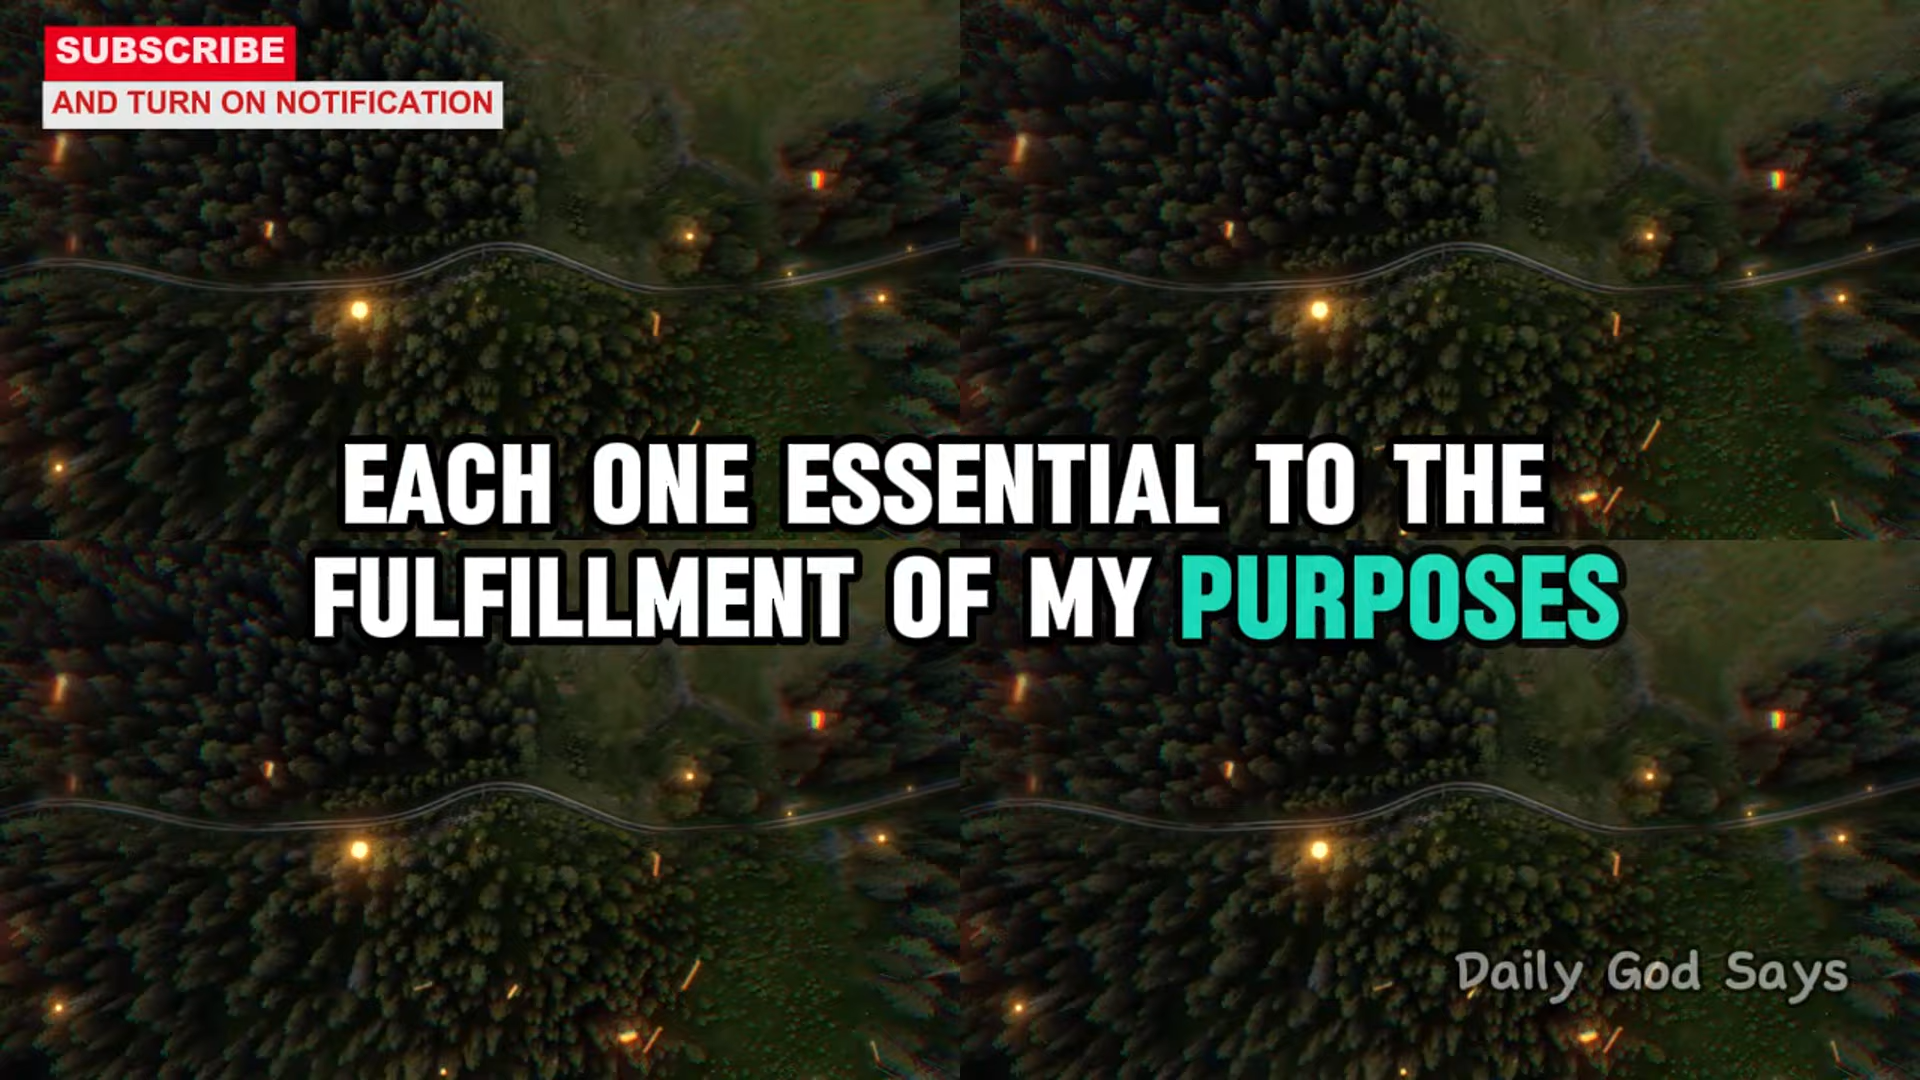 SUBSCRIBE
AND TURN ON NOTIFICATION
EACH ONE ESSENTIAL TO THE
FULFILLMENT OF MY PURPOSES
Daily God Says